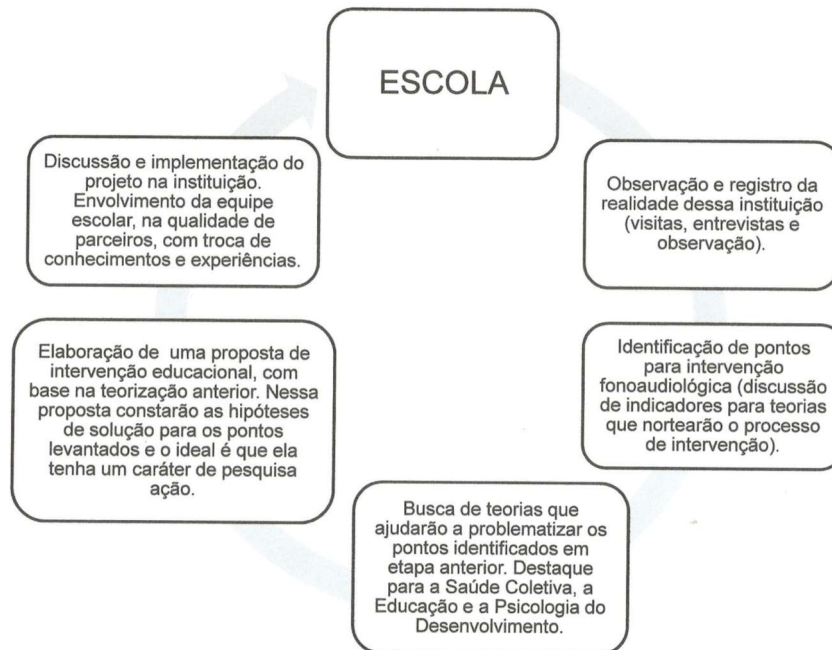 ESCOLA
Observação e registro da
realidade dessa instituição
(visitas, entrevistas e
observação).
Identificação de pontos
para intervenção
fonoaudiológica (discussão
de indicadores para teorias
que nortearão o processo
de intervenção).
Busca de teorias que
ajudarão a problematizar os
pontos identificados em
etapa anterior. Destaque
para a Saúde Coletiva, a
Educação e a Psicologia do
Desenvolvimento.
Elaboração de uma proposta de
intervenção educacional, com
base na teorização anterior. Nessa
proposta constarão as hipóteses
de solução para os pontos
levantados e o ideal é que ela
tenha um caráter de pesquisa
ação.
Discussão e implementação do
projeto na instituição.
Envolvimento da equipe
escolar, na qualidade de
parceiros, com troca de
conhecimentos e experiências.